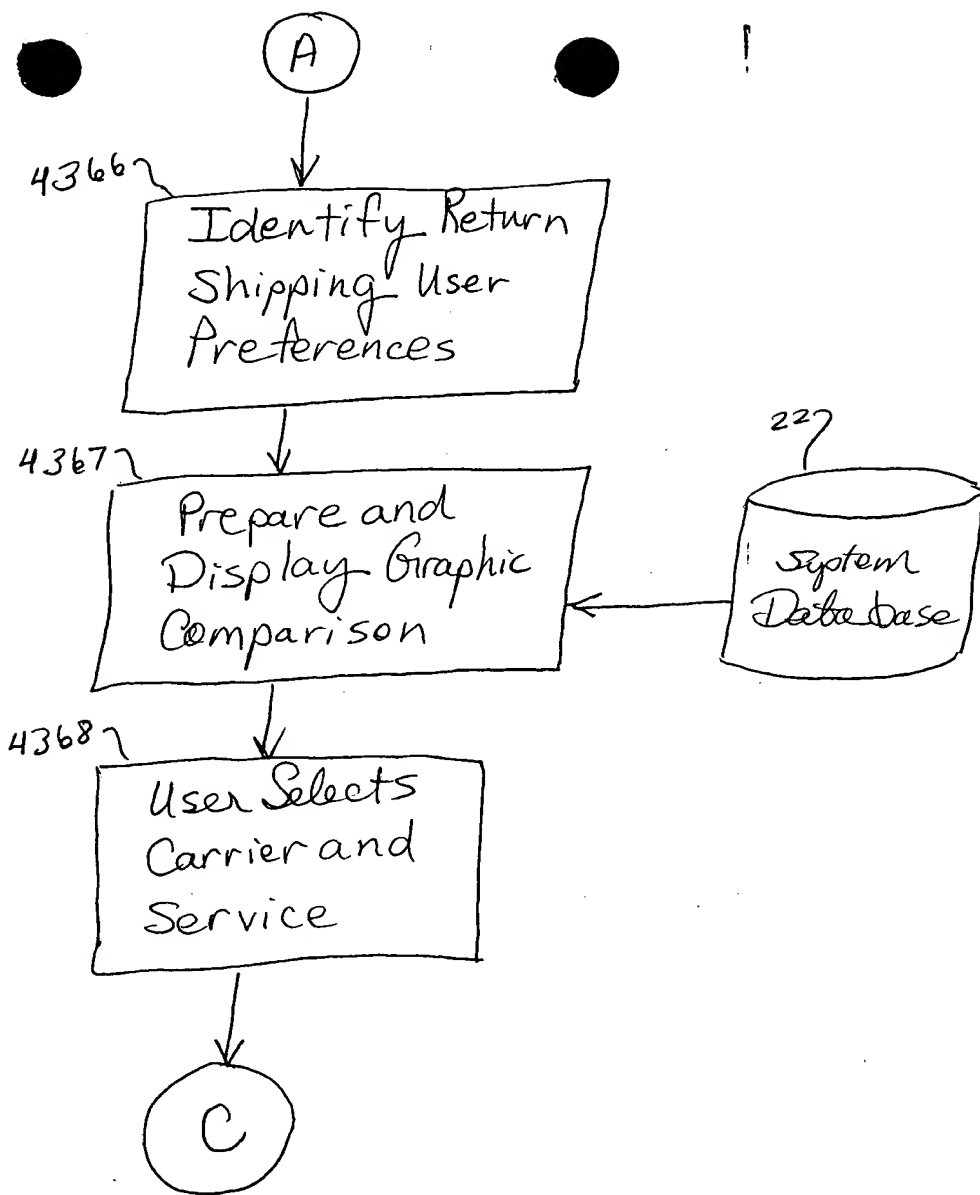 A
4366
Identify Return
Shipping User
Preferences
4367
Prepare and
Display Graphic
Comparison
227
System
Database
4368
User Selects
Carrier and
Service
C